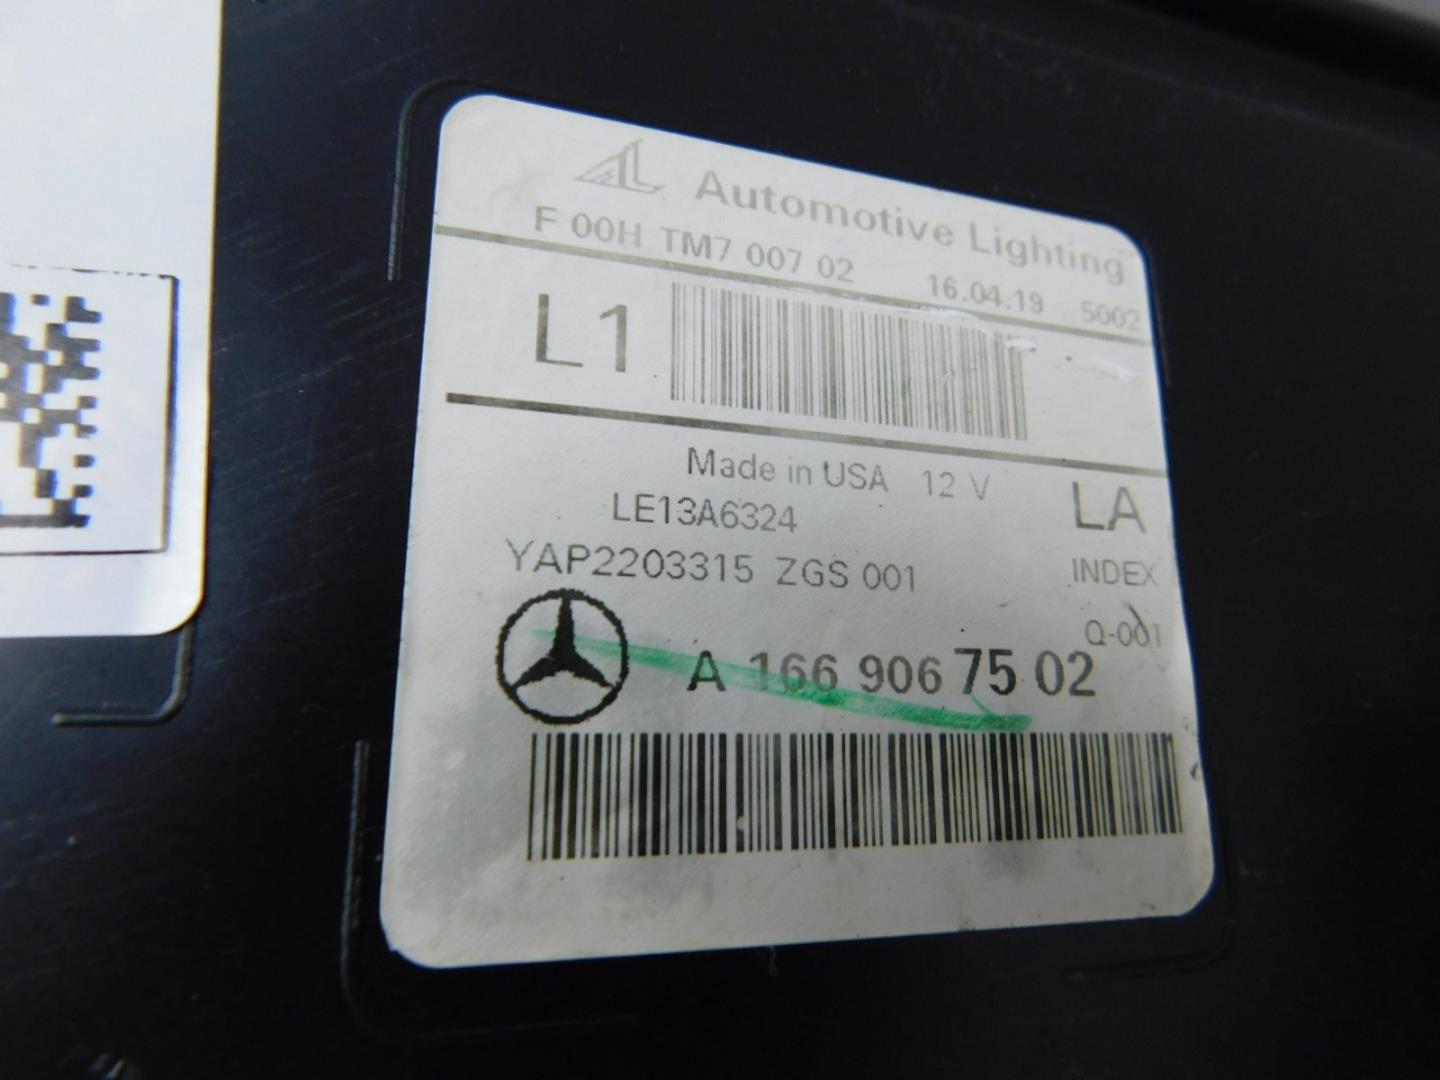 AL Automotive Lighting
F 00H TM7 007 02 16.04.19 5002
L1
Made in USA 12 V
LA
LE13A6324
YAP2203315 ZGS 001
INDEX
Q-001
A 166 906 75 02